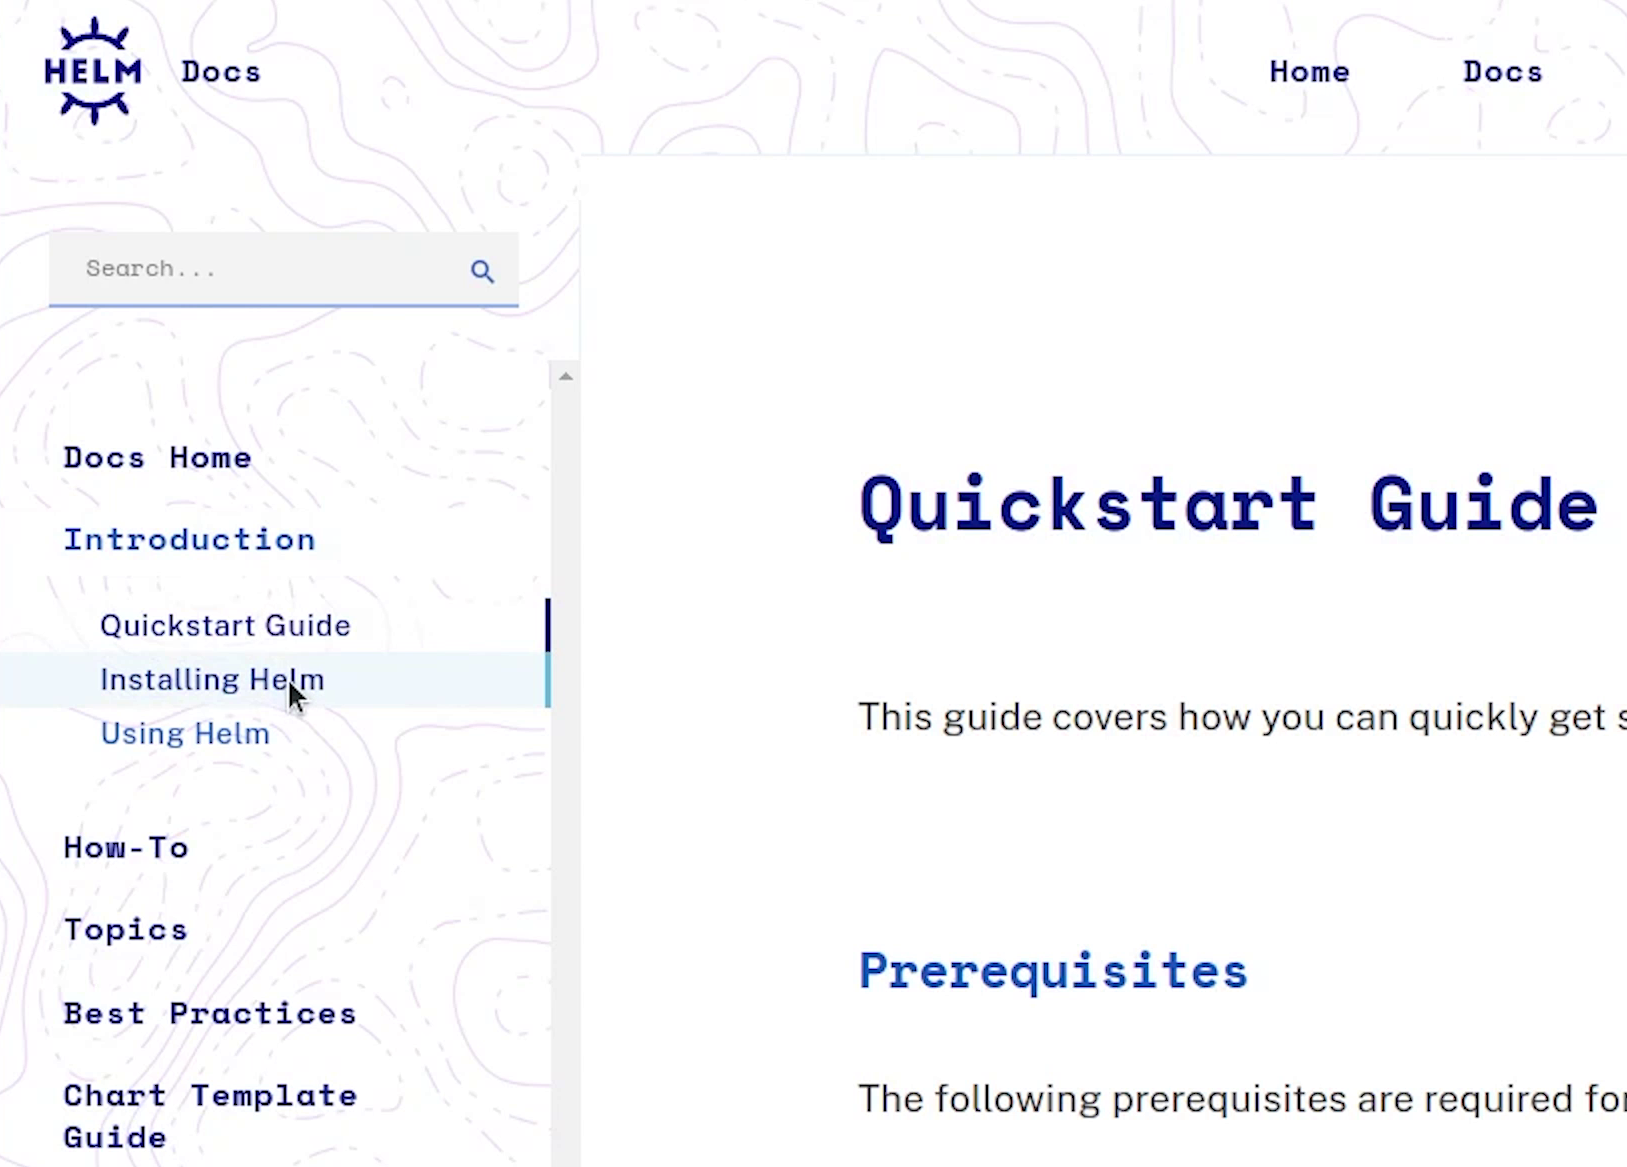 HELM Docs Home Docs
Search...
Docs Home
Introduction
Quickstart Guide
Installing Helm
Using Helm
How-To
Topics
Best Practices
Chart Template
Guide
Quickstart Guide
This guide covers how you can quickly get
Prerequisites
The following prerequisites are required for